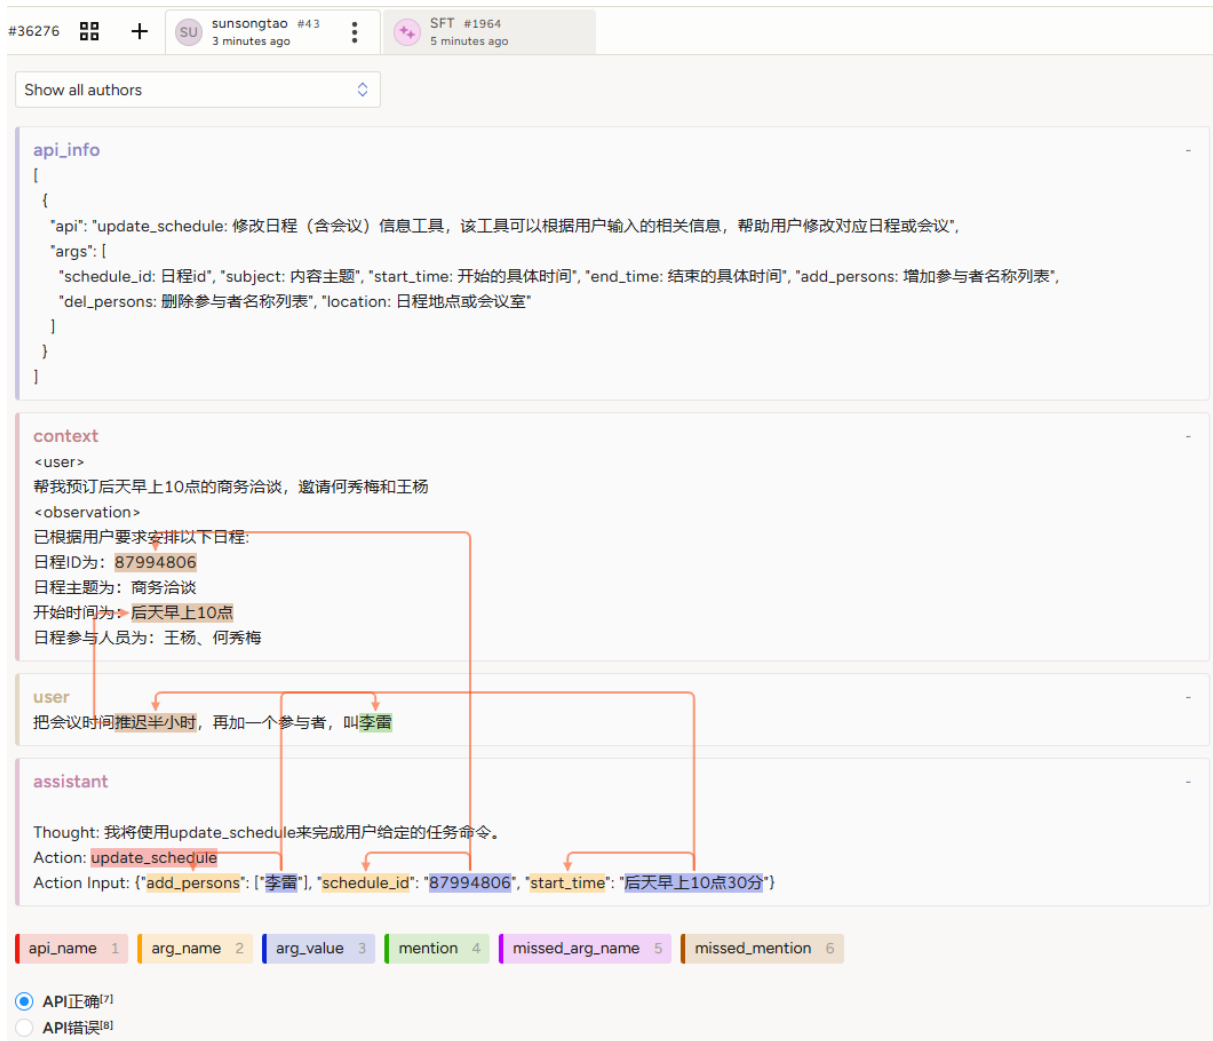 #36276
SU sunsongtao #43
3 minutes ago
SFT #1964
5 minutes ago
Show all authors
api_info
-
[
{
"api": "update_schedule: 修改日程（含会议）信息工具，该工具可以根据用户输入的相关信息，帮助用户修改对应日程或会议",
"args": [
"schedule_id: 日程id", "subject: 内容主题", "start_time: 开始的具体时间", "end_time: 结束的具体时间", "add_persons: 增加参与者名称列表",
"del_persons: 删除参与者名称列表", "location: 日程地点或会议室"
]
}
]
context
-
<user>
帮我预订后天早上10点的商务洽谈，邀请何秀梅和王杨
<observation>
已根据用户要求安排以下日程:
日程ID为：87994806
日程主题为：商务洽谈
开始时间为：后天早上10点
日程参与人员为：王杨、何秀梅
user
-
把会议时间推迟半小时，再加一个参与者，叫李雷
assistant
-
Thought: 我将使用update_schedule来完成用户给定的任务命令。
Action: update_schedule
Action Input: {"add_persons": ["李雷"], "schedule_id": "87994806", "start_time": "后天早上10点30分"}
api_name 1 arg_name 2 arg_value 3 mention 4 missed_arg_name 5 missed_mention 6
API正确[7]
API错误[8]